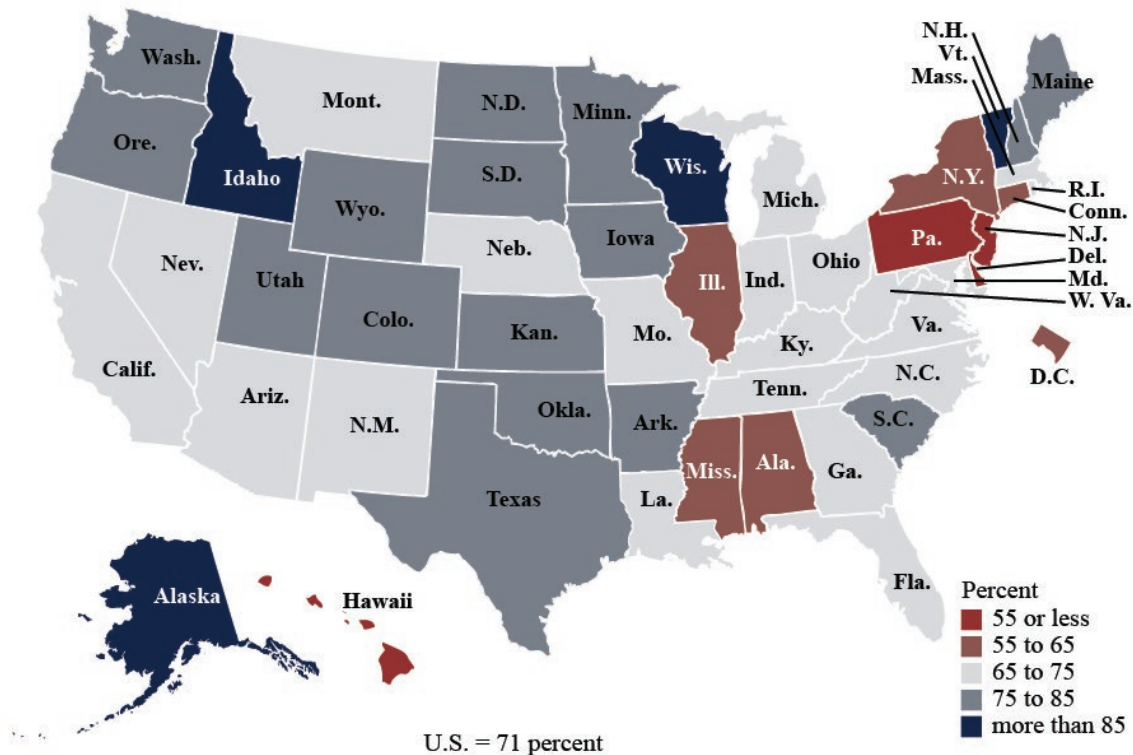 N.H.
Vt.
Mass.
Wash.
Mont.
N.D.
Minn.
Maine
Ore.
Idaho
S.D.
Wis.
N.Y.
Wyo.
Mich.
R.I.
Conn.
N.J.
Del.
Md.
W. Va.
Neb.
Iowa
Pa.
Nev.
Utah
Colo.
Ill.
Ind.
Ohio
Calif.
Kan.
Mo.
Ky.
Va.
D.C.
Ariz.
N.M.
Okla.
Ark.
Tenn.
N.C.
S.C.
Texas
La.
Miss.
Ala.
Ga.
Fla.
Alaska
Hawaii
Percent
55 or less
55 to 65
65 to 75
75 to 85
more than 85
U.S. = 71 percent